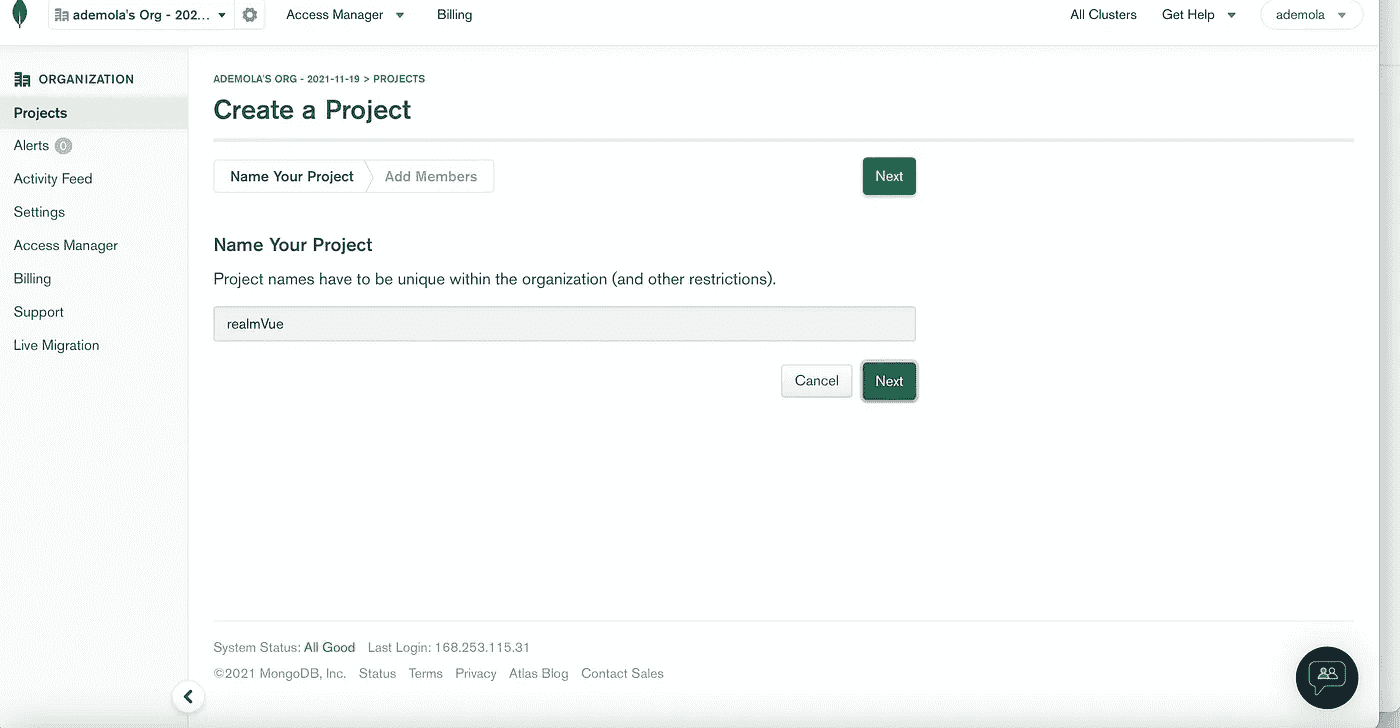 ademola's Org - 202... Access Manager Billing All Clusters Get Help ademola
ORGANIZATION
Projects
Alerts 0
Activity Feed
Settings
Access Manager
Billing
Support
Live Migration
ADEMOLA'S ORG - 2021-11-19 > PROJECTS
Create a Project
Name Your Project Add Members Next
Name Your Project
Project names have to be unique within the organization (and other restrictions).
realmVue
Cancel Next
System Status: All Good Last Login: 168.253.115.31
©2021 MongoDB, Inc. Status Terms Privacy Atlas Blog Contact Sales